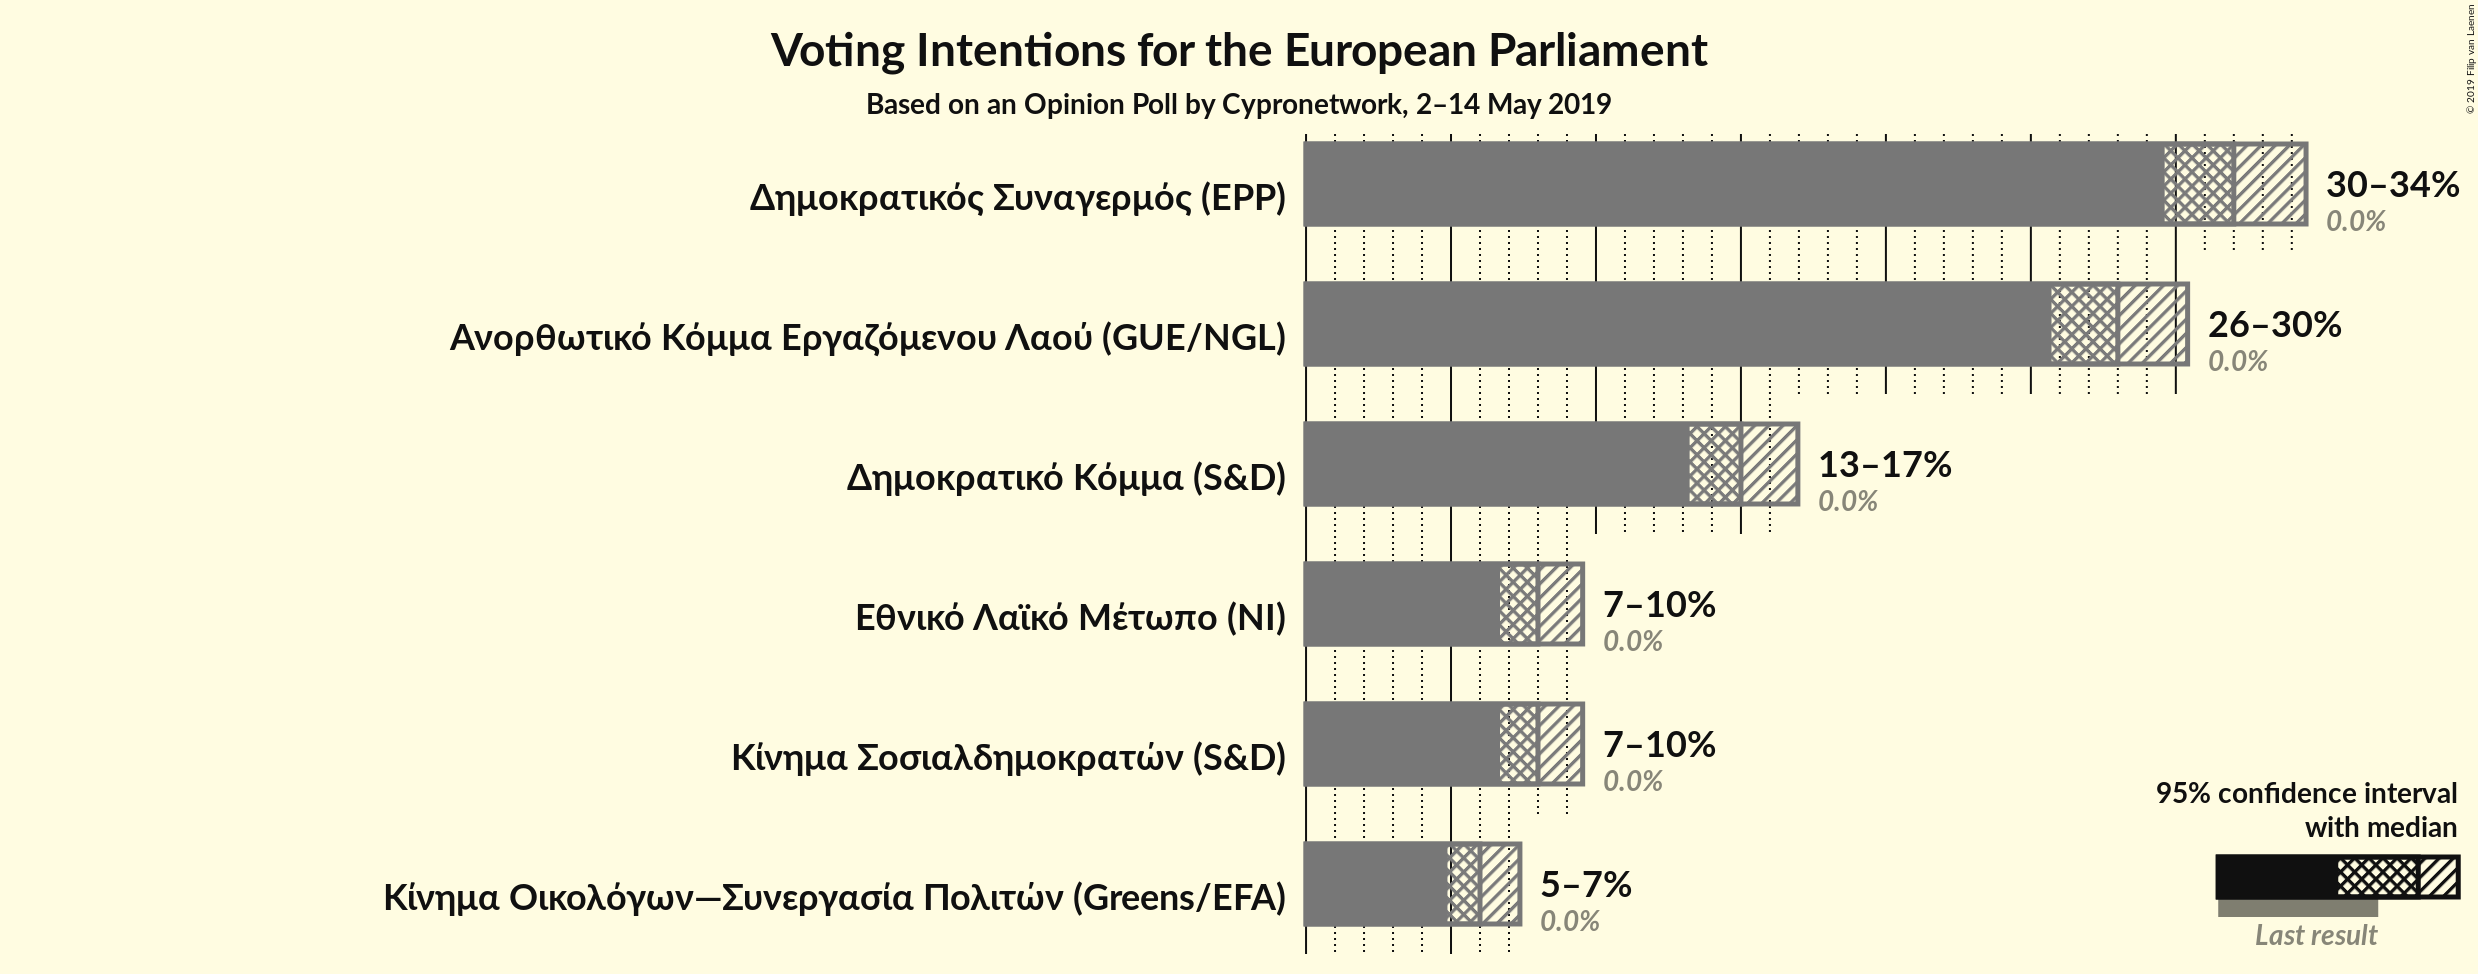 Voting Intentions for the European Parliament
Based on an Opinion Poll by Cypronetwork, 2–14 May 2019
© 2019 Filip van Laenen
Δημοκρατικός Συναγερμός (EPP)
30–34%
0.0%
Ανορθωτικό Κόμμα Εργαζόμενου Λαού (GUE/NGL)
26–30%
0.0%
Δημοκρατικό Κόμμα (S&D)
13–17%
0.0%
Εθνικό Λαϊκό Μέτωπο (NI)
7–10%
0.0%
Κίνημα Σοσιαλδημοκρατών (S&D)
7–10%
0.0%
Κίνημα Οικολόγων—Συνεργασία Πολιτών (Greens/EFA)
5–7%
0.0%
95% confidence interval
with median
Last result